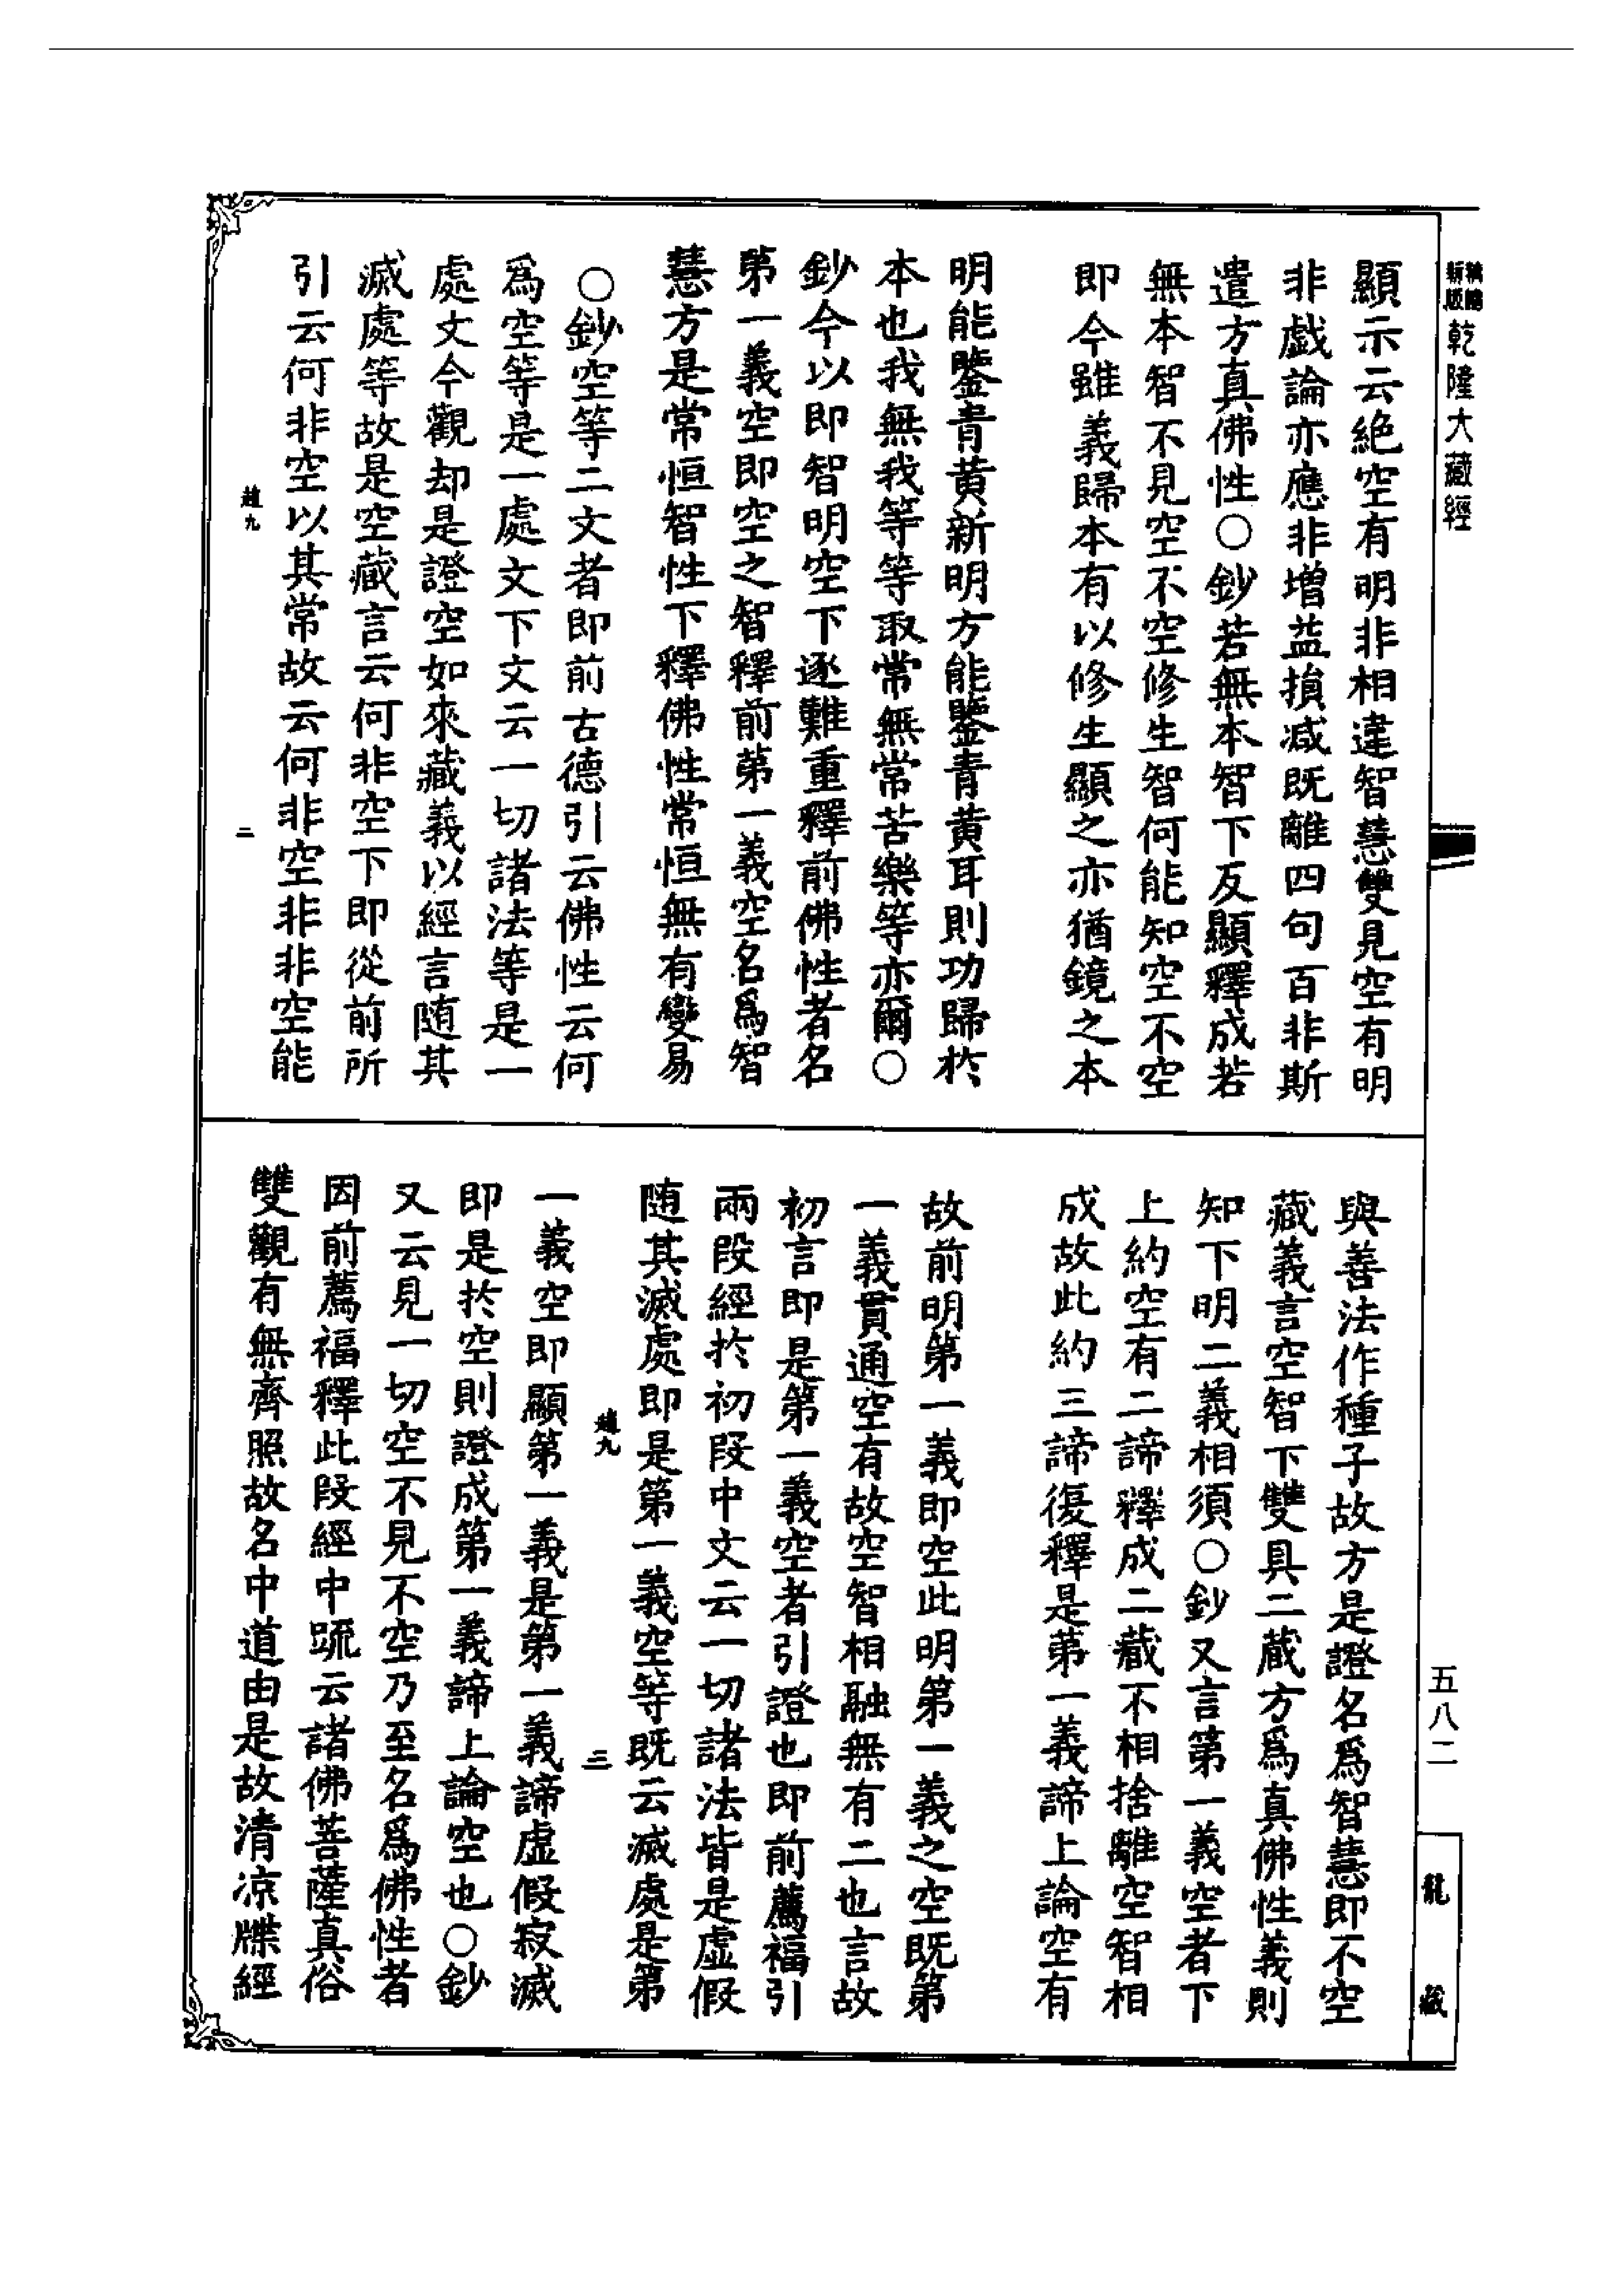 精縮
新版
乾隆大藏經
顯示云絕空有明非相違智慧雙見空有明
非戲論亦應非增益損減既離四句百非斯
遣方真佛性○鈔若無本智下反顯釋成若
無本智不見空不空修生智何能知空不空
即今雖義歸本有以修生顯之亦猶鏡之本
明能鑒青黃新明方能鑒青黃耳則功歸於
本也我無我等等取常無常苦樂等亦爾○
鈔今以即智明空下逐難重釋前佛性者名
第一義空即空之智釋前第一義空名為智
慧方是常恒智性下釋佛性常恒無有變易
○鈔空等二文者即前古德引云佛性云何
爲空等是一處文下文云一切諸法等是一
處文今觀却是證空如來藏義以經言隨其
滅處等故是空藏言云何非空下即從前所
引云何非空以其常故云何非空非非空能
趙九
二
與善法作種子故方是證名爲智慧即不空
藏義言空智下雙具二藏方爲真佛性義則
知下明二義相須○鈔又言第一義空者下
上約空有二諦釋成二藏不相捨離空智相
成故此約三諦復釋是第一義諦上論空有
故前明第一義即空此明第一義之空既第
一義貫通空有故空智相融無有二也言故
初言即是第一義空者引證也即前薦福引
兩段經於初段中文云一切諸法皆是虛假
随其滅處即是第一義空等既云滅處是第
趙九
三
一義空即顯第一義是第一義諦虛假寂滅
即是於空則證成第一義諦上論空也○鈔
又云見一切空不見不空乃至名爲佛性者
因前薦福釋此段經中䟽云諸佛菩薩真俗
雙觀有無齊照故名中道由是故清涼牒經
五八二
龍藏